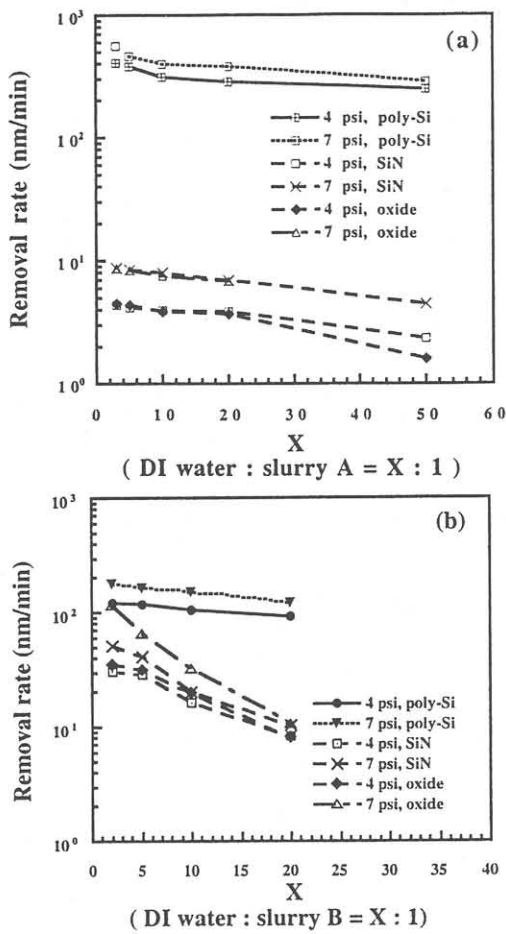 10³
(a)
4 psi, poly-Si
7 psi, poly-Si
4 psi, SiN
7 psi, SiN
4 psi, oxide
7 psi, oxide
10²
10¹
10⁰
Removal rate (nm/min)
0 10 20 30 40 50 60
X
( DI water : slurry A = X : 1 )
10³
(b)
10²
4 psi, poly-Si
7 psi, poly-Si
4 psi, SiN
7 psi, SiN
4 psi, oxide
7 psi, oxide
10¹
10⁰
Removal rate (nm/min)
0 5 10 15 20 25 30 35 40
X
( DI water : slurry B = X : 1)